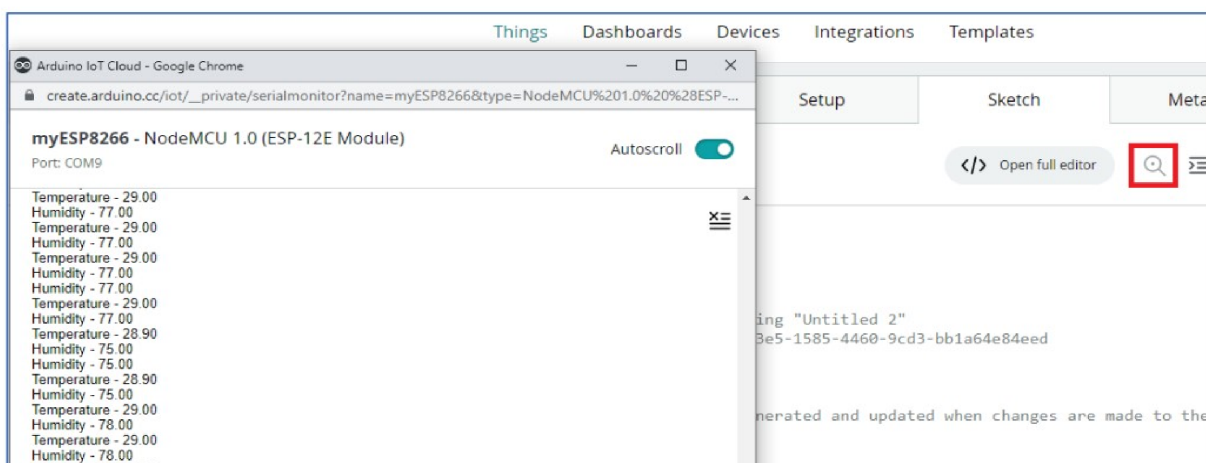 Things Dashboards Devices Integrations Templates
Arduino IoT Cloud - Google Chrome
create.arduino.cc/iot/__private/serialmonitor?name=myESP8266&type=NodeMCU%201.0%20%28ESP-...
Setup Sketch Meta
myESP8266 - NodeMCU 1.0 (ESP-12E Module)
Autoscroll
Port: COM9
</> Open full editor
Temperature - 29.00
Humidity - 77.00
Temperature - 29.00
Humidity - 77.00
Temperature - 29.00
Humidity - 77.00
Humidity - 77.00
Temperature - 29.00
Humidity - 77.00
Temperature - 28.90
Humidity - 75.00
Humidity - 75.00
Temperature - 28.90
Humidity - 75.00
Temperature - 29.00
Humidity - 78.00
Temperature - 29.00
Humidity - 78.00
ing "Untitled 2"
3e5-1585-4460-9cd3-bb1a64e84eed
nerated and updated when changes are made to the